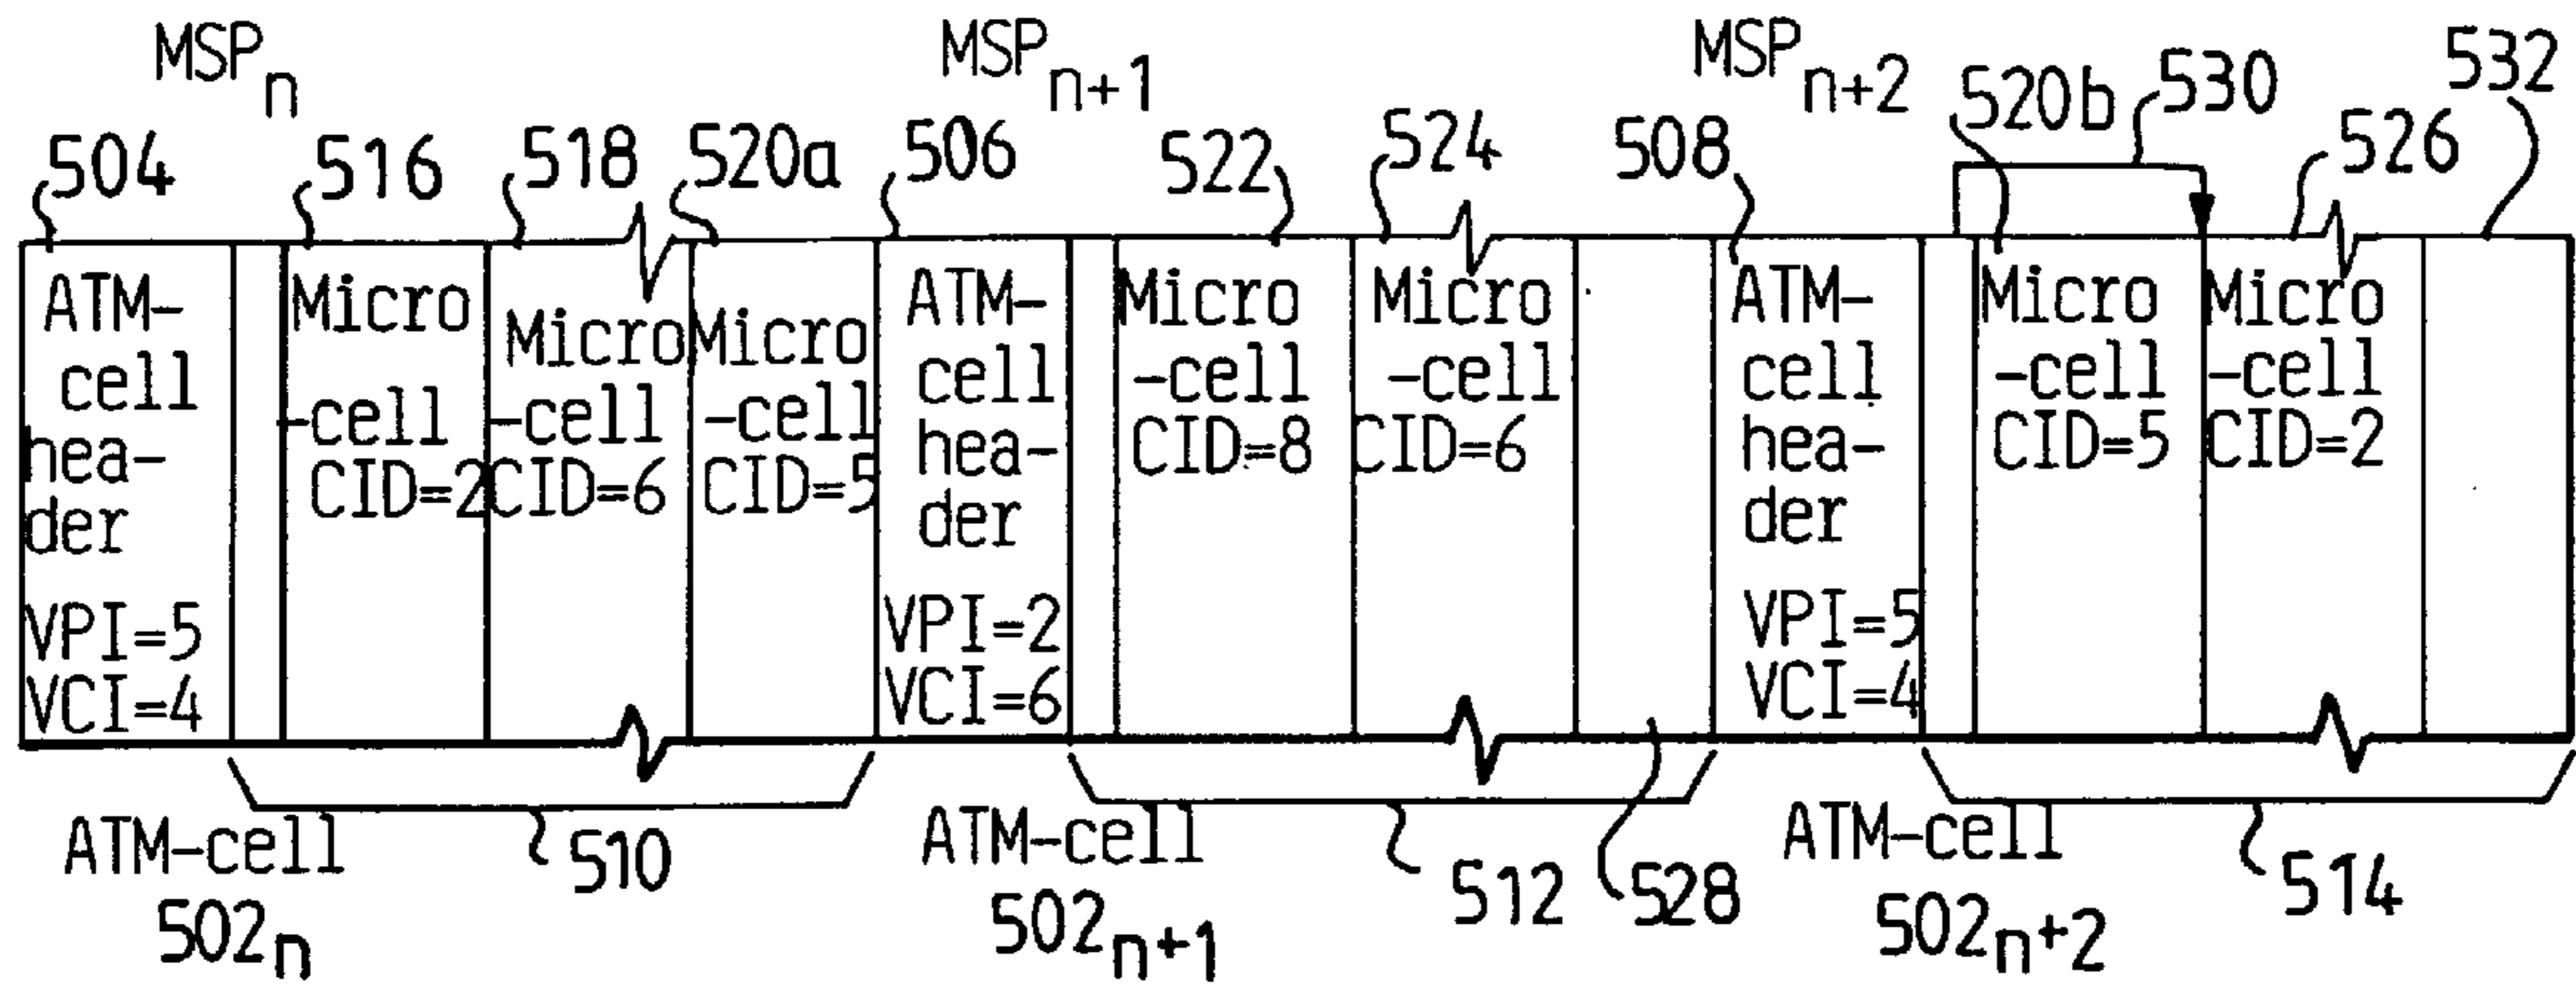 MSPn MSPn+1 MSPn+2
504 516 518 520a 506 522 524 508 520b 530 526 532
ATM-
cell
hea-
der
VPI=5
VCI=4
Micro
-cell
CID=2
Micro
-cell
CID=6
Micro
-cell
CID=5
ATM-
cell
hea-
der
VPI=2
VCI=6
Micro
-cell
CID=8
Micro
-cell
CID=6
ATM-
cell
hea-
der
VPI=5
VCI=4
Micro
-cell
CID=5
Micro
-cell
CID=2
ATM-cell
502n
510
ATM-cell
502n+1
512
528
ATM-cell
502n+2
514